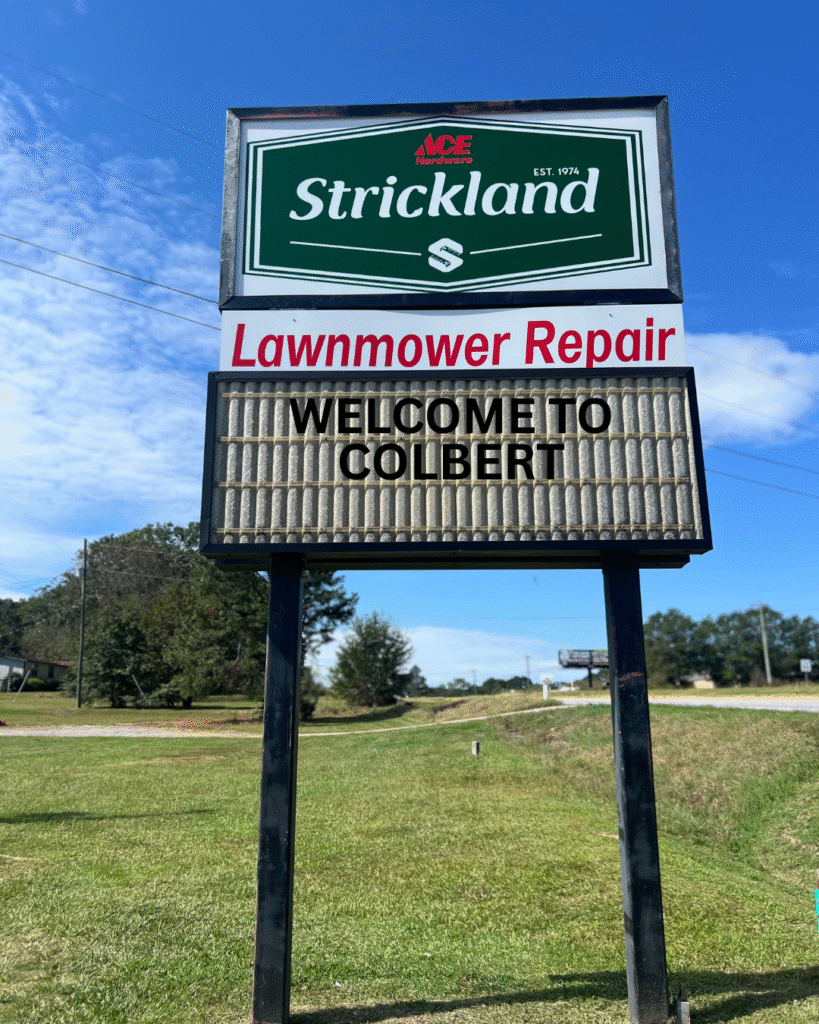 ACE
Hardware
EST. 1974
Strickland
Lawnmower Repair
WELCOME TO
COLBERT